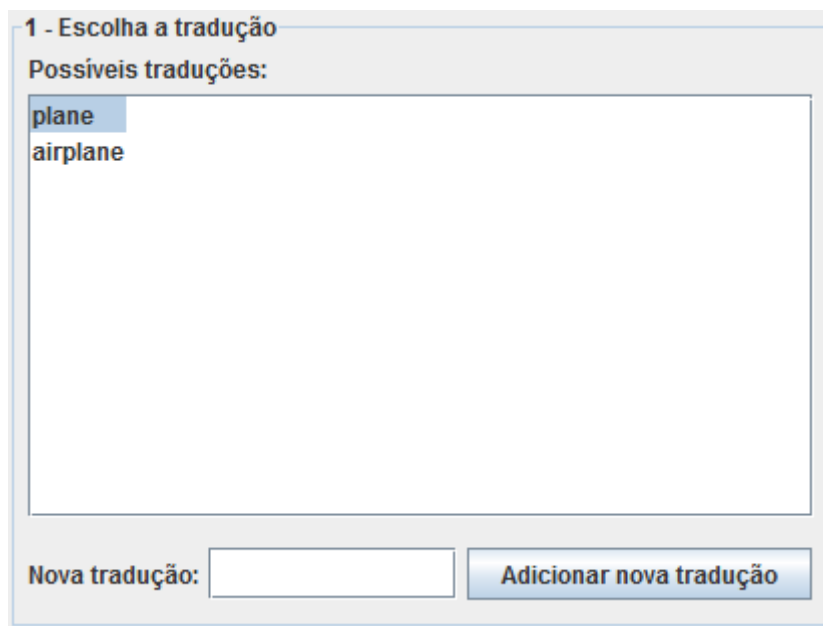 1 - Escolha a tradução
Possíveis traduções:
plane
airplane
Nova tradução:
Adicionar nova tradução